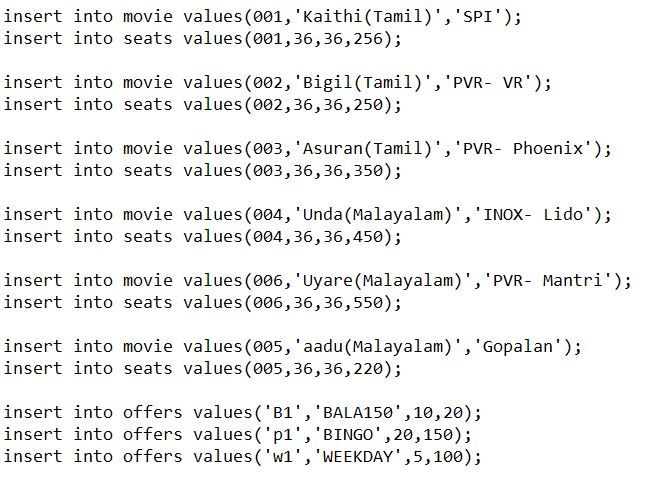 insert into movie values(001,'Kaithi(Tamil)','SPI');
insert into seats values(001,36,36,256);
insert into movie values(002,'Bigil(Tamil)','PVR- VR');
insert into seats values(002,36,36,250);
insert into movie values(003,'Asuran(Tamil)','PVR- Phoenix');
insert into seats values(003,36,36,350);
insert into movie values(004,'Unda(Malayalam)','INOX- Lido');
insert into seats values(004,36,36,450);
insert into movie values(006,'Uyare(Malayalam)','PVR- Mantri');
insert into seats values(006,36,36,550);
insert into movie values(005,'aadu(Malayalam)','Gopalan');
insert into seats values(005,36,36,220);
insert into offers values('B1','BALA150',10,20);
insert into offers values('p1','BINGO',20,150);
insert into offers values('w1','WEEKDAY',5,100);